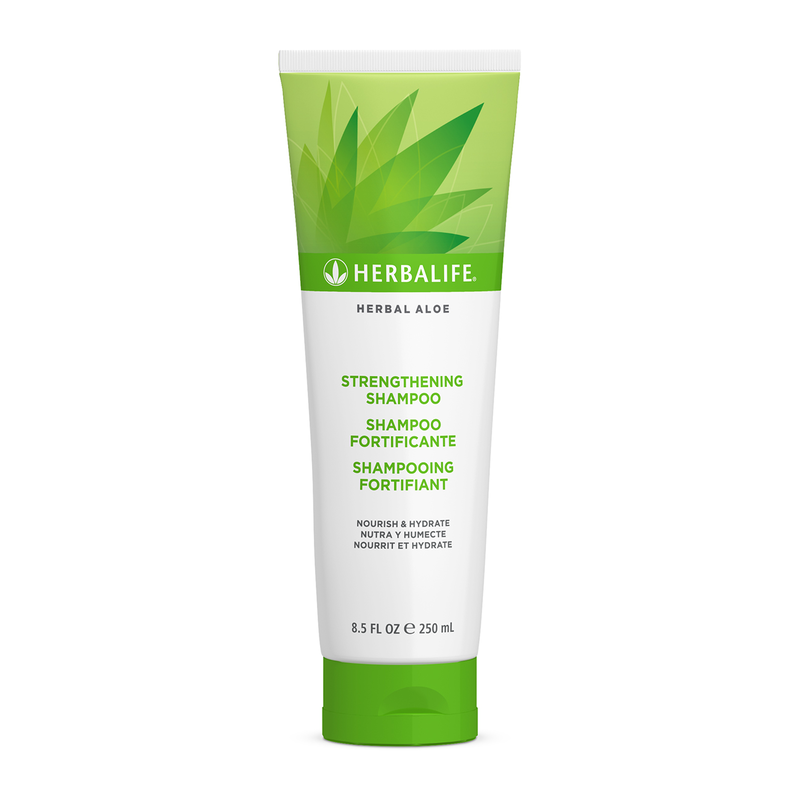 HERBALIFE®
HERBAL ALOE
STRENGTHENING
SHAMPOO
SHAMPOO
FORTIFICANTE
SHAMPOOING
FORTIFIANT
NOURISH & HYDRATE
NUTRA Y HUMECTE
NOURRIT ET HYDRATE
8.5 FL OZ ℮ 250 mL